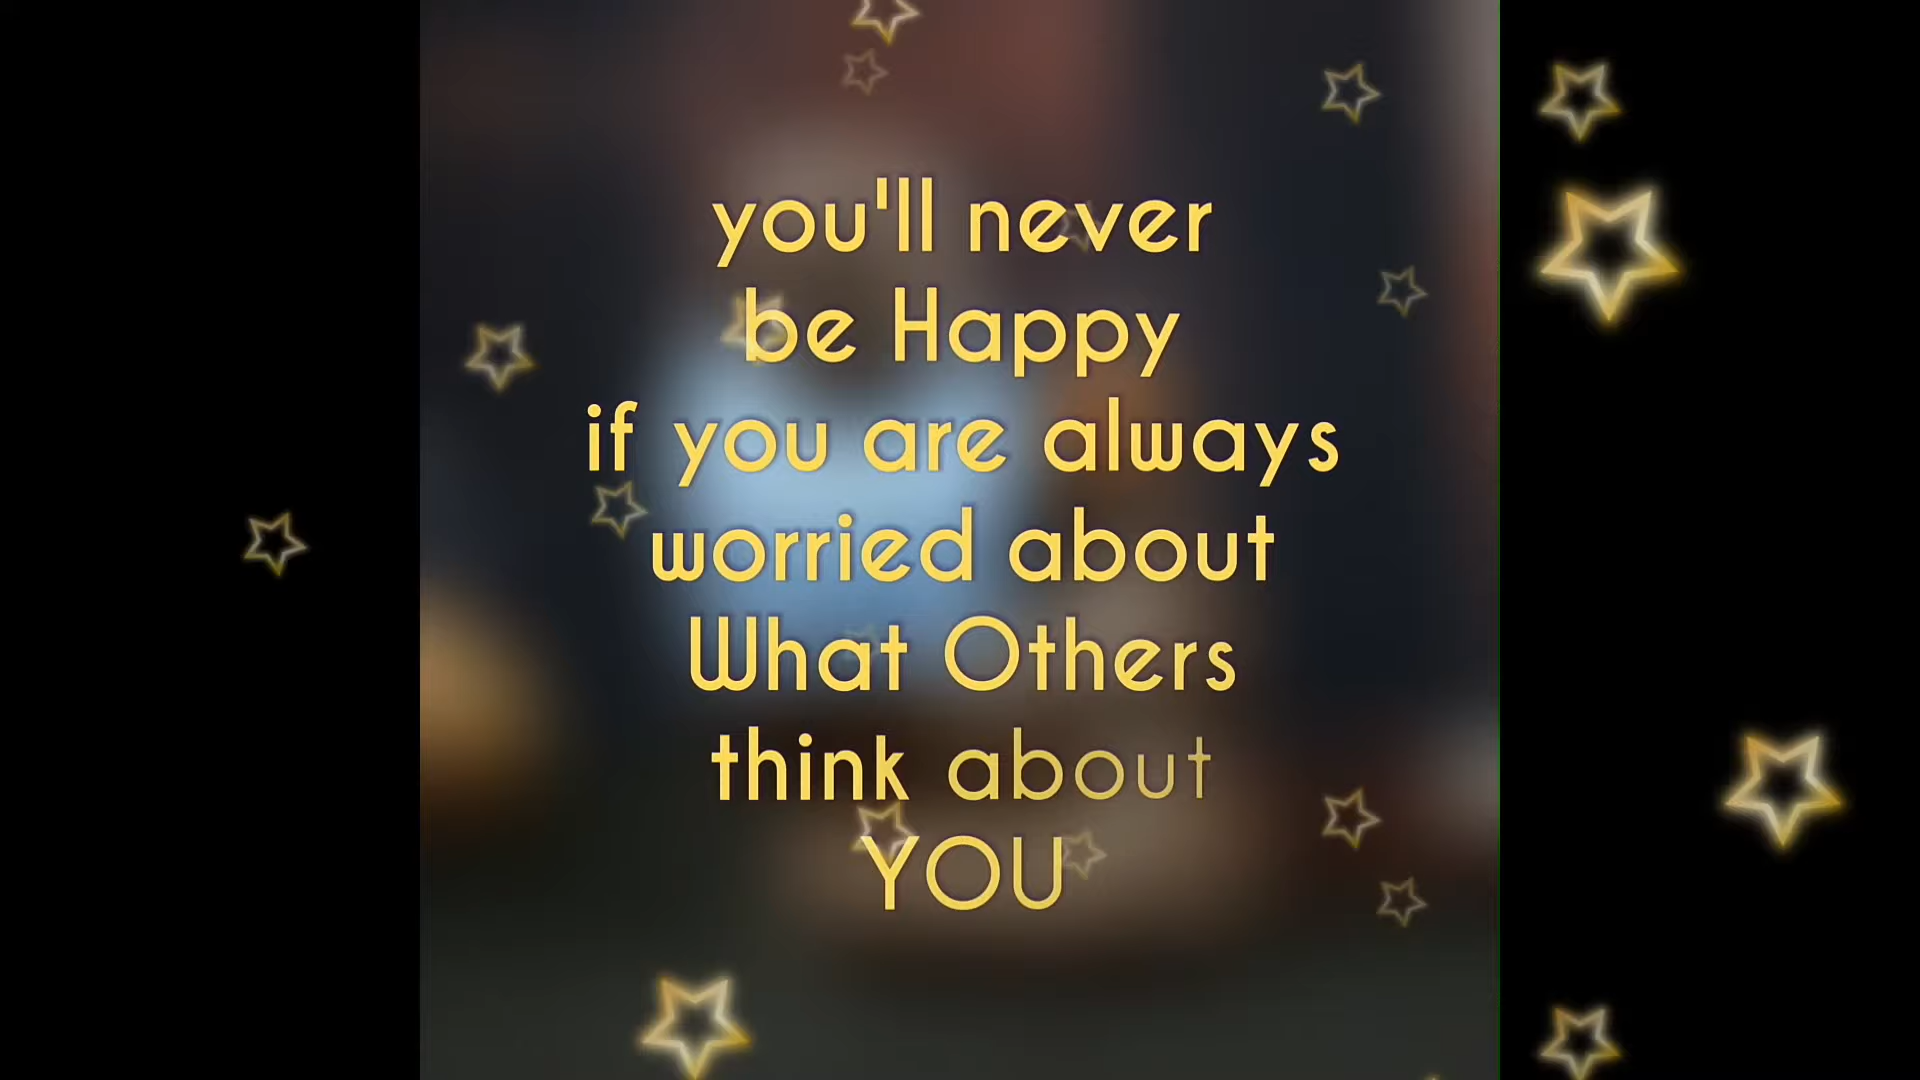 you'll never
be Happy
if you are always
worried about
What Others
think about
YOU